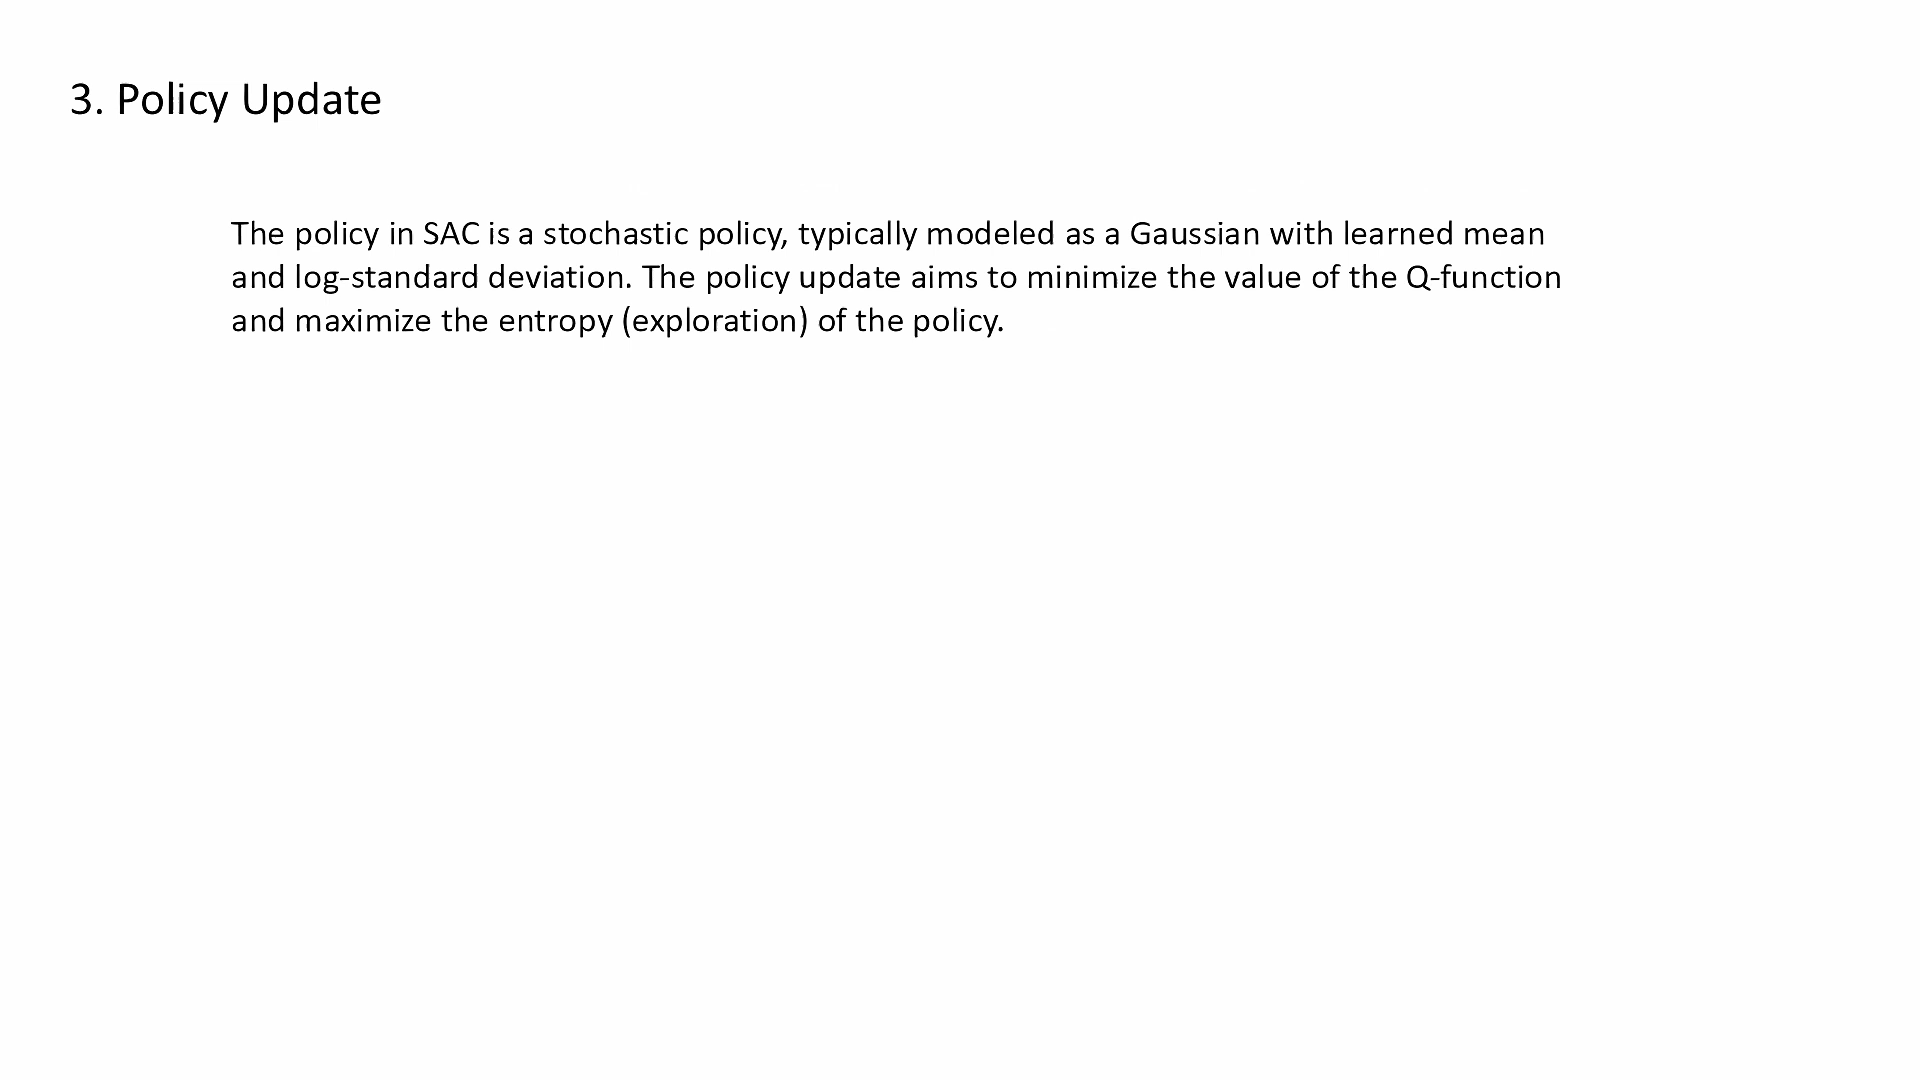 3. Policy Update
The policy in SAC is a stochastic policy, typically modeled as a Gaussian with learned mean
and log-standard deviation. The policy update aims to minimize the value of the Q-function
and maximize the entropy (exploration) of the policy.